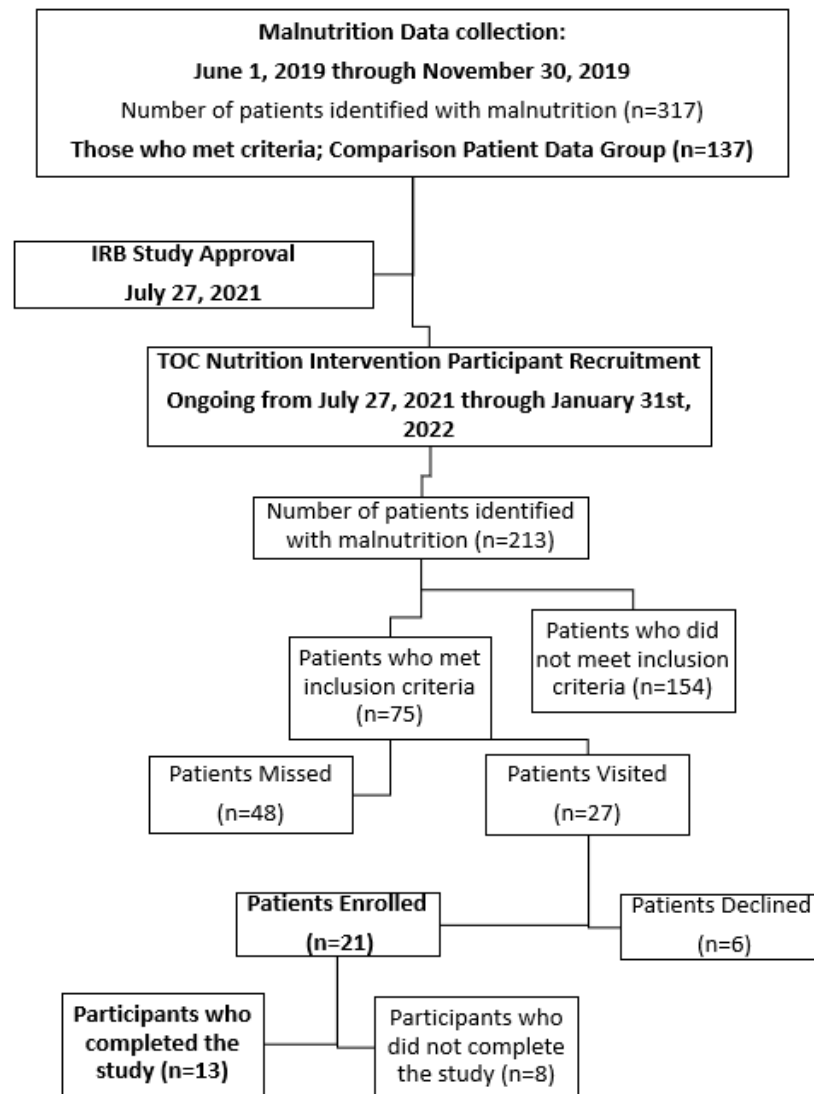 Malnutrition Data collection:
June 1, 2019 through November 30, 2019
Number of patients identified with malnutrition (n=317)
Those who met criteria; Comparison Patient Data Group (n=137)
IRB Study Approval
July 27, 2021
TOC Nutrition Intervention Participant Recruitment
Ongoing from July 27, 2021 through January 31st,
2022
Number of patients identified
with malnutrition (n=213)
Patients who met
inclusion criteria
(n=75)
Patients who did
not meet inclusion
criteria (n=154)
Patients Missed
(n=48)
Patients Visited
(n=27)
Patients Enrolled
(n=21)
Patients Declined
(n=6)
Participants who
completed the
study (n=13)
Participants who
did not complete
the study (n=8)